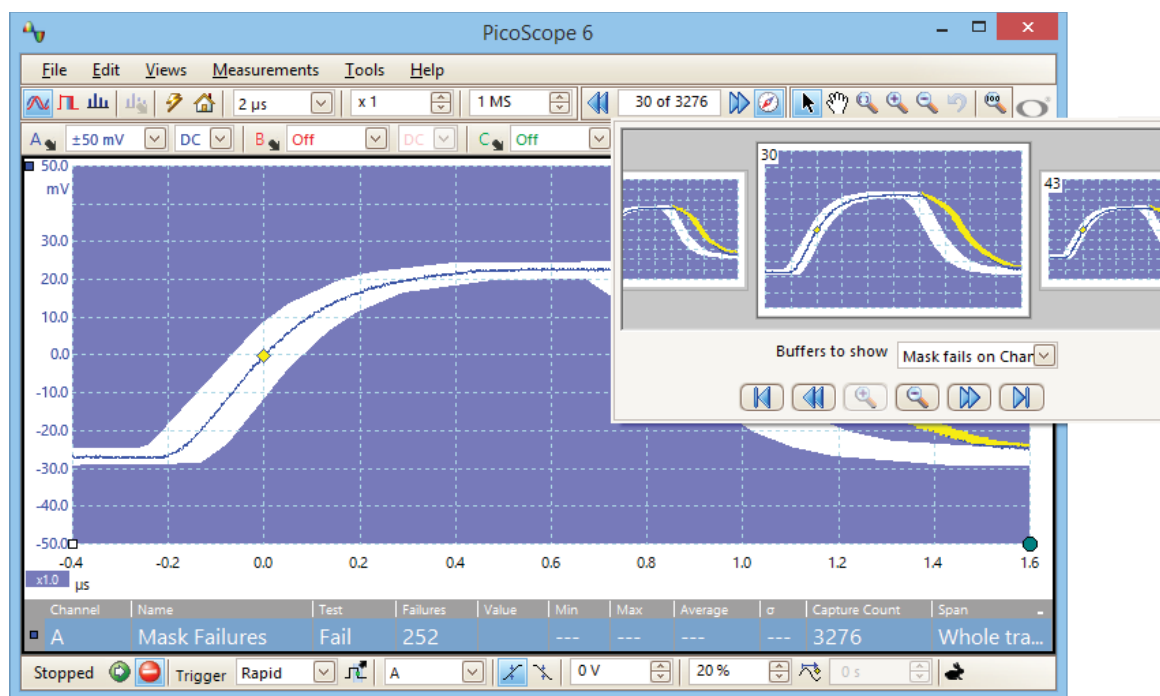 PicoScope 6
File Edit Views Measurements Tools Help
2 µs x 1 1 MS 30 of 3276
A ±50 mV DC B Off DC C Off
50.0
mV
30.0
20.0
10.0
0.0
-10.0
-20.0
-30.0
-40.0
-50.0
-0.4 -0.2 0.0 0.2 0.4 0.6 0.8 1.0 1.2 1.4 1.6
x1.0 µs
30
43
Buffers to show Mask fails on Chan
Channel Name Test Failures Value Min Max Average σ Capture Count Span
A Mask Failures Fail 252 --- --- --- --- 3276 Whole tra...
Stopped Trigger Rapid A 0 V 20 % 0 s